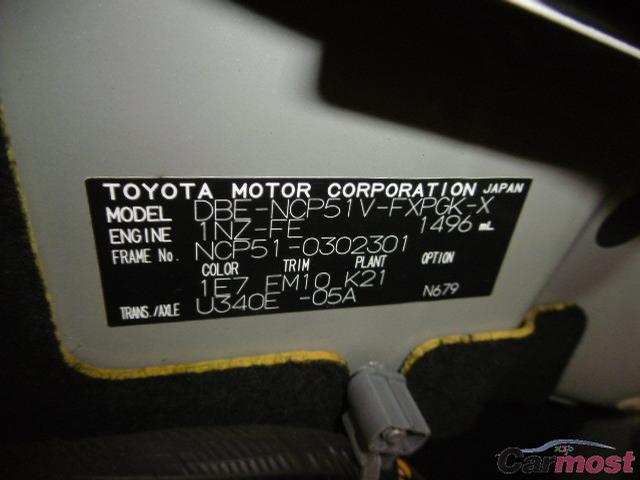 TOYOTA MOTOR CORPORATION JAPAN
MODEL DBE-NCP51V-FXPGK-X
ENGINE 1NZ-FE 1496 mL
FRAME No. NCP51-0302301
COLOR TRIM PLANT OPTION
1E7 EM10 K21
TRANS./AXLE U340E -05A N679
Carmost